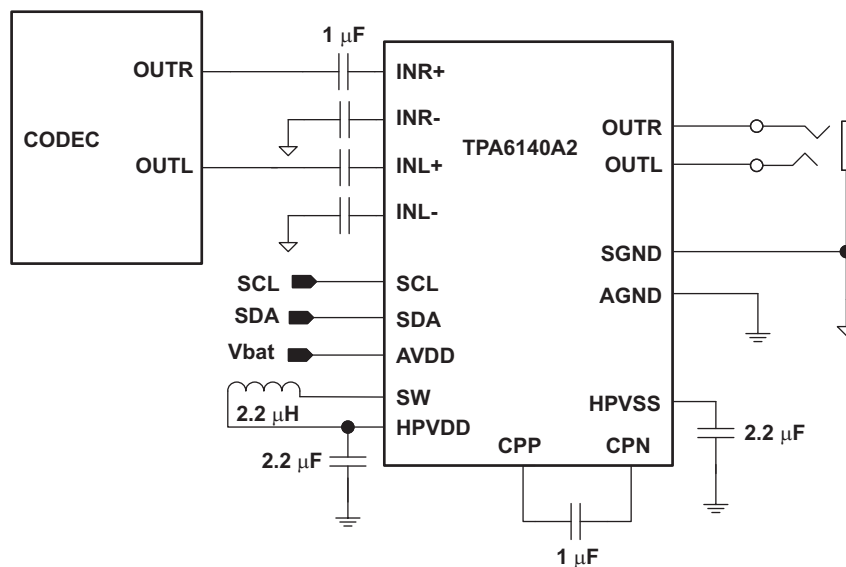 1 μF
OUTR
CODEC
OUTL
INR+
INR-
INL+
INL-
SCL
SCL
SDA
SDA
Vbat
AVDD
SW
2.2 μH
HPVDD
2.2 μF
TPA6140A2
OUTR
OUTL
SGND
AGND
HPVSS
2.2 μF
CPP
CPN
1 μF